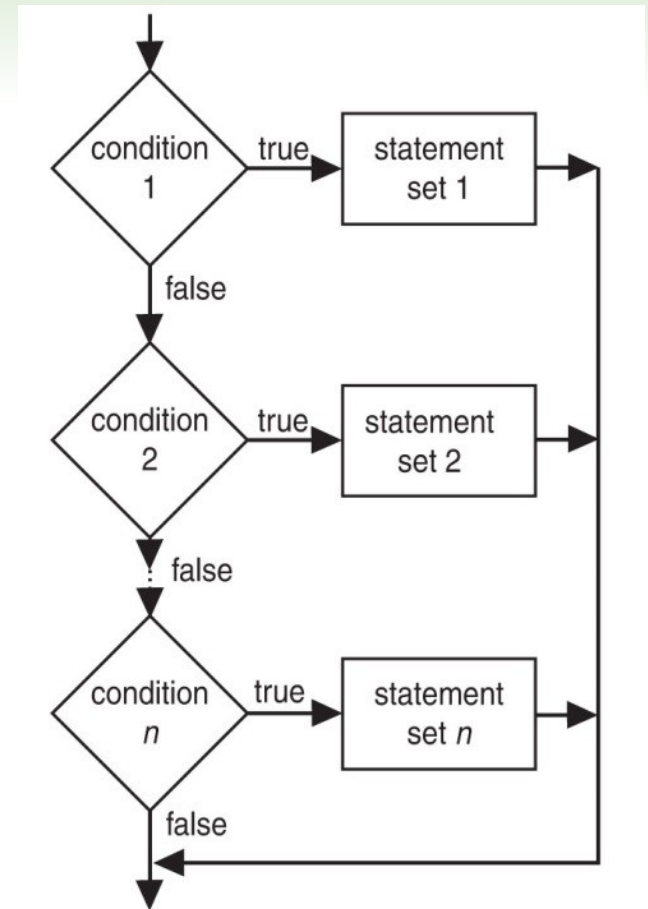 condition
1
true
statement
set 1
false
condition
2
true
statement
set 2
false
condition
n
true
statement
set n
false